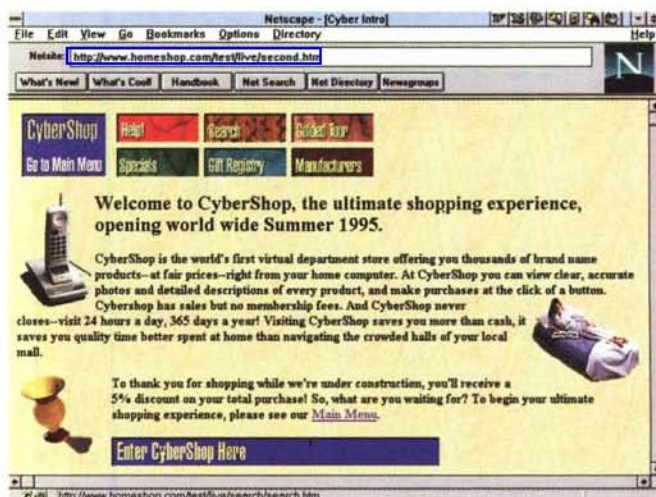 Netscape - [Cyber Intro]
File Edit View Go Bookmarks Options Directory Help
Netsite: http://www.homeshop.com/test/live/second.htm
What's New! What's Cool! Handbook Net Search Net Directory Newsgroups
N
CyberShop Help! Search Guided Tour
Go to Main Menu Specials Gift Registry Manufacturers
Welcome to CyberShop, the ultimate shopping experience,
opening world wide Summer 1995.
CyberShop is the world's first virtual department store offering you thousands of brand name
products--at fair prices--right from your home computer. At CyberShop you can view clear, accurate
photos and detailed descriptions of every product, and make purchases at the click of a button.
Cybershop has sales but no membership fees. And CyberShop never
closes--visit 24 hours a day, 365 days a year! Visiting CyberShop saves you more than cash, it
saves you quality time better spent at home than navigating the crowded halls of your local
mall.
To thank you for shopping while we're under construction, you'll receive a
5% discount on your total purchase! So, what are you waiting for? To begin your ultimate
shopping experience, please see our Main Menu.
Enter CyberShop Here
http://www.homeshop.com/test/live/search/search.htm